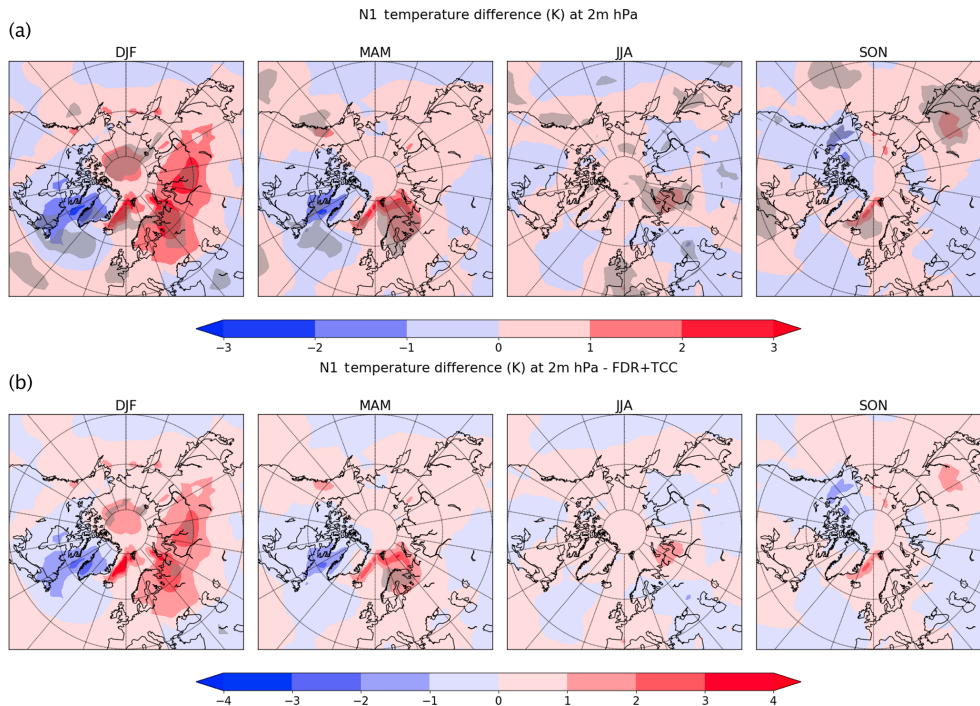 N1 temperature difference (K) at 2m hPa
(a)
DJF MAM JJA SON
−3 −2 −1 0 1 2 3
N1 temperature difference (K) at 2m hPa - FDR+TCC
(b)
DJF MAM JJA SON
−4 −3 −2 −1 0 1 2 3 4